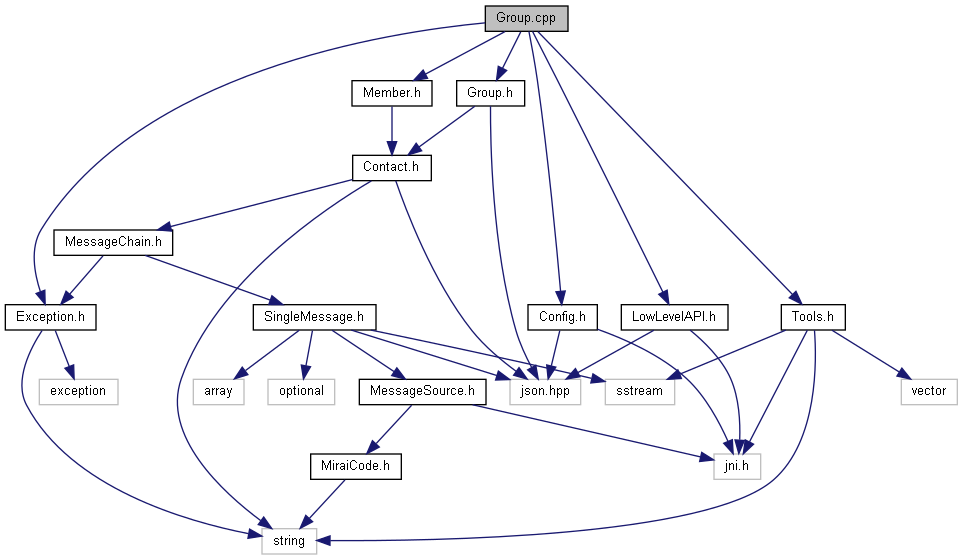 Group.cpp
Member.h
Group.h
Contact.h
MessageChain.h
Exception.h
SingleMessage.h
Config.h
LowLevelAPI.h
Tools.h
exception
array
optional
MessageSource.h
json.hpp
sstream
vector
MiraiCode.h
jni.h
string